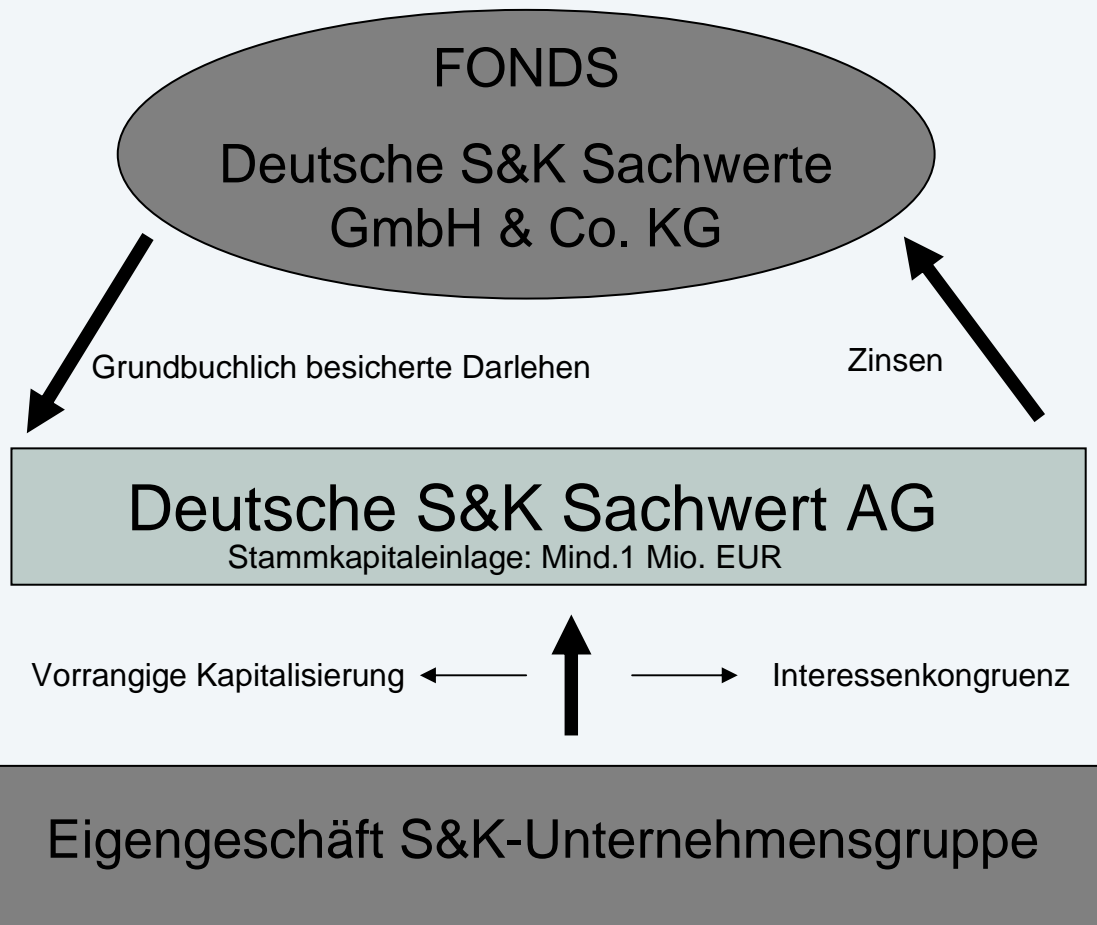 FONDS
Deutsche S&K Sachwerte
GmbH & Co. KG
Grundbuchlich besicherte Darlehen
Zinsen
Deutsche S&K Sachwert AG
Stammkapitaleinlage: Mind.1 Mio. EUR
Vorrangige Kapitalisierung
Interessenkongruenz
Eigengeschäft S&K-Unternehmensgruppe